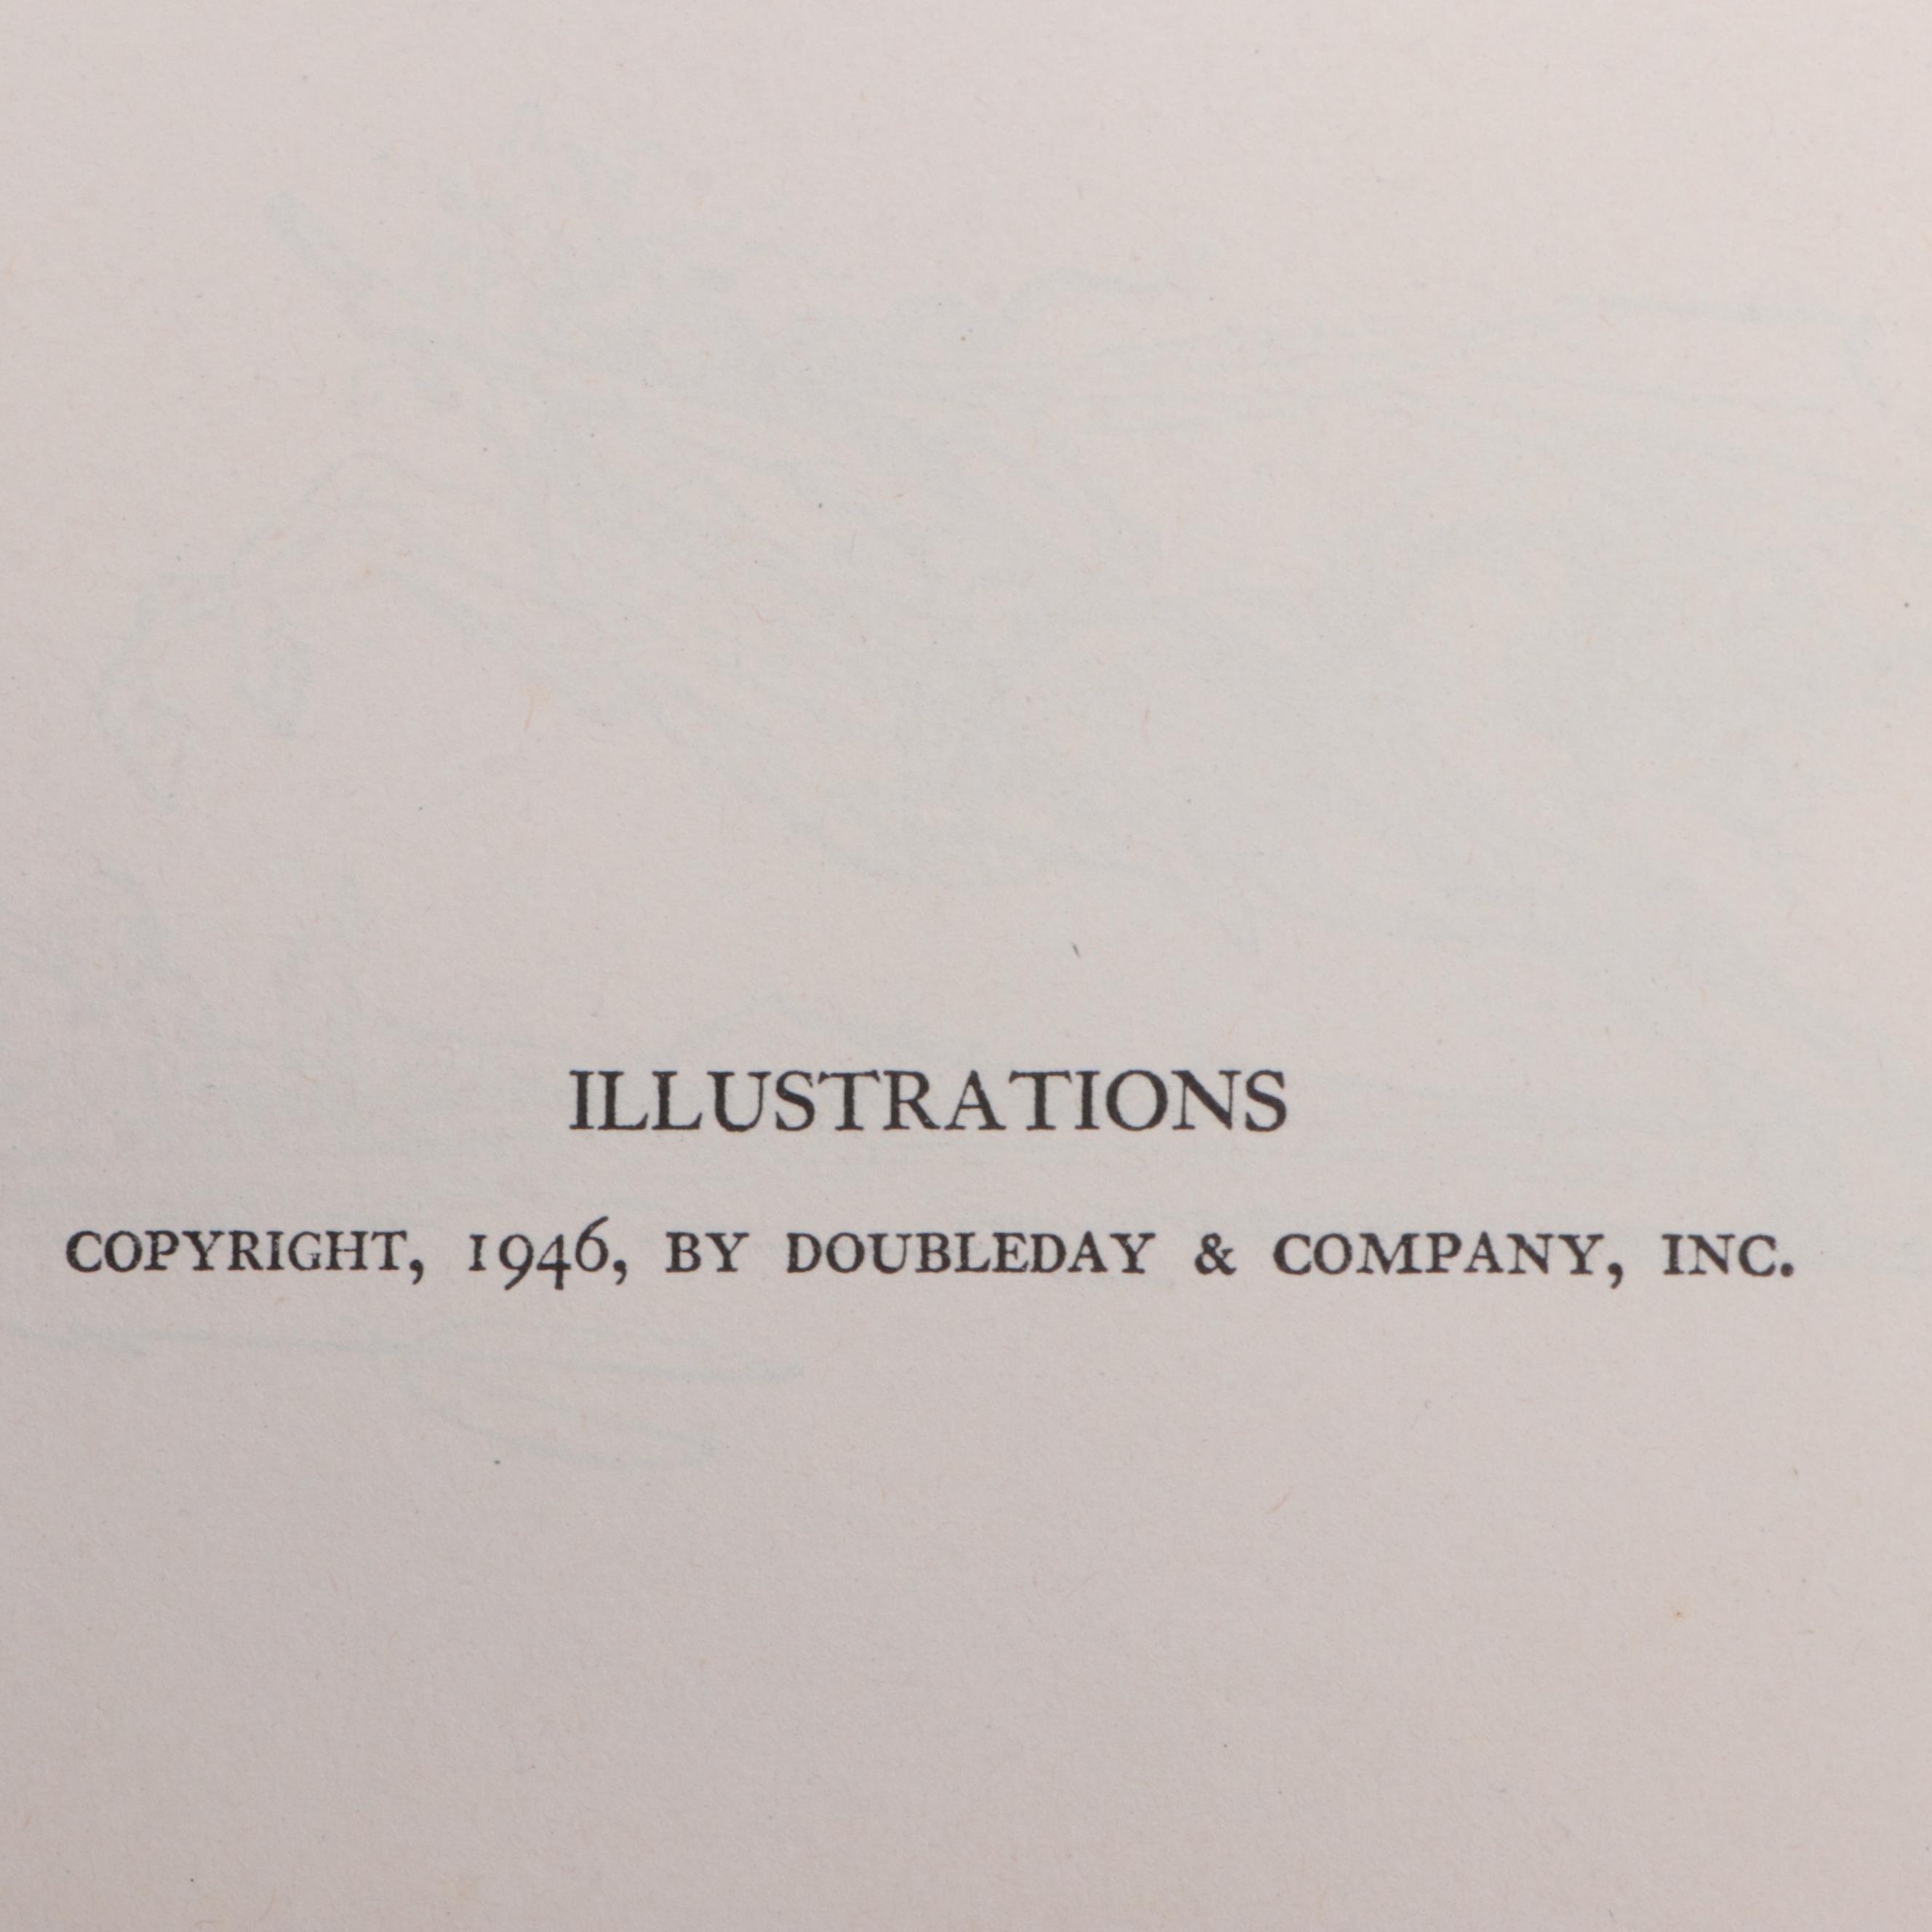 ILLUSTRATIONS
COPYRIGHT, 1946, BY DOUBLEDAY & COMPANY, INC.